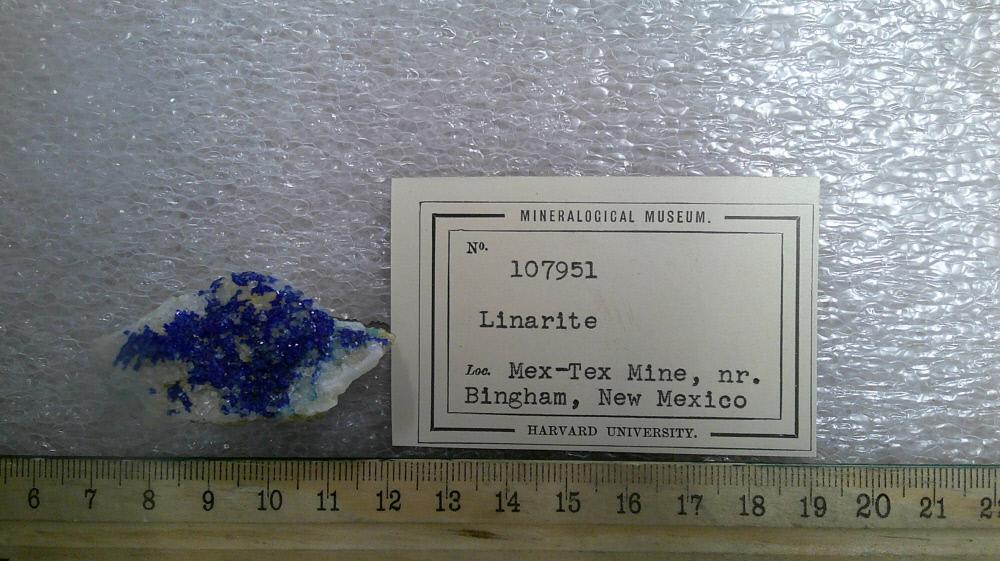 MINERALOGICAL MUSEUM.
Nº.
107951
Linarite
Loc. Mex-Tex Mine, nr.
Bingham, New Mexico
HARVARD UNIVERSITY.
6 7 8 9 10 11 12 13 14 15 16 17 18 19 20 21 2